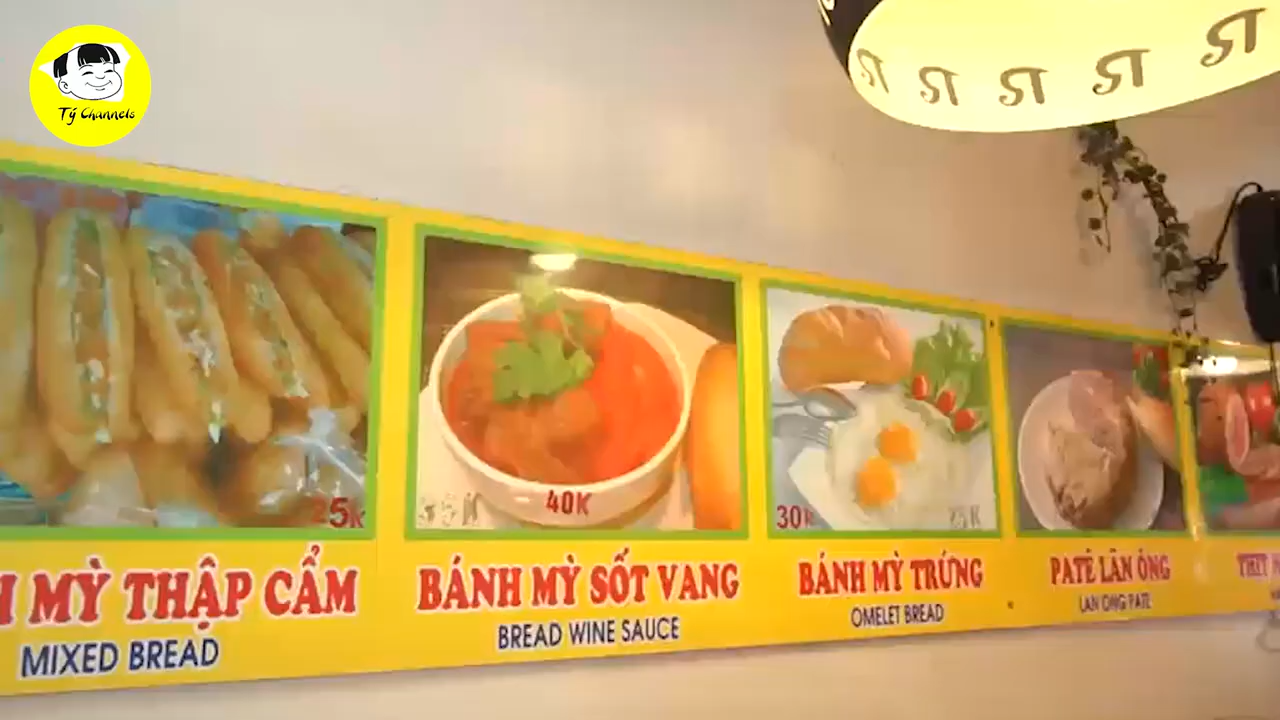 Tý Channels
25K
MỲ THẬP CẨM
MIXED BREAD
40K
BÁNH MỲ SỐT VANG
BREAD WINE SAUCE
30K
BÁNH MỲ TRỨNG
OMELET BREAD
PATÊ LÃN ÔNG
LAN ONG PATE